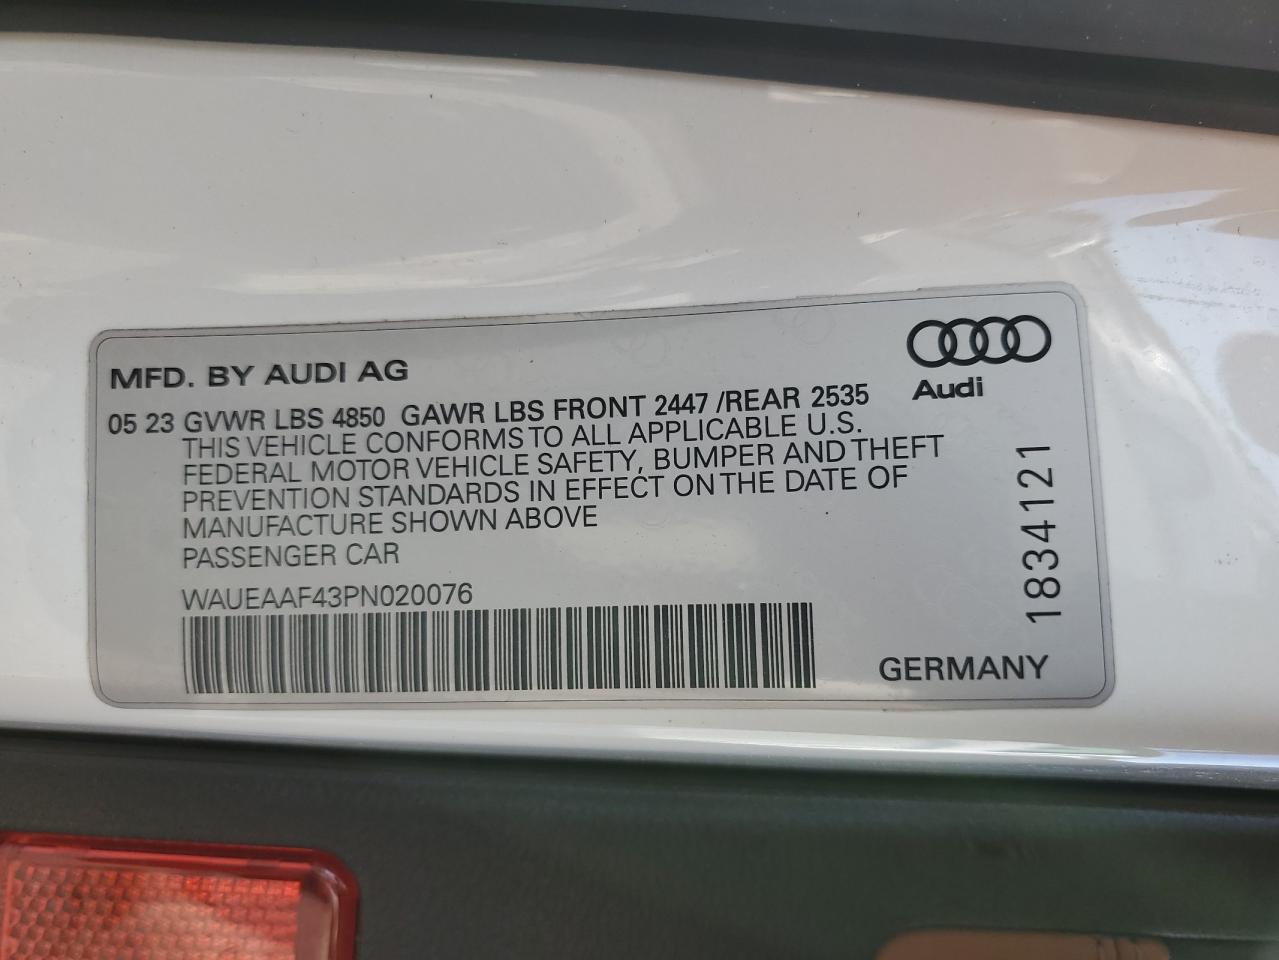 MFD. BY AUDI AG
Audi
05 23 GVWR LBS 4850 GAWR LBS FRONT 2447 /REAR 2535
THIS VEHICLE CONFORMS TO ALL APPLICABLE U.S.
FEDERAL MOTOR VEHICLE SAFETY, BUMPER AND THEFT
PREVENTION STANDARDS IN EFFECT ON THE DATE OF
MANUFACTURE SHOWN ABOVE
PASSENGER CAR
WAUEAAF43PN020076
1834121
GERMANY